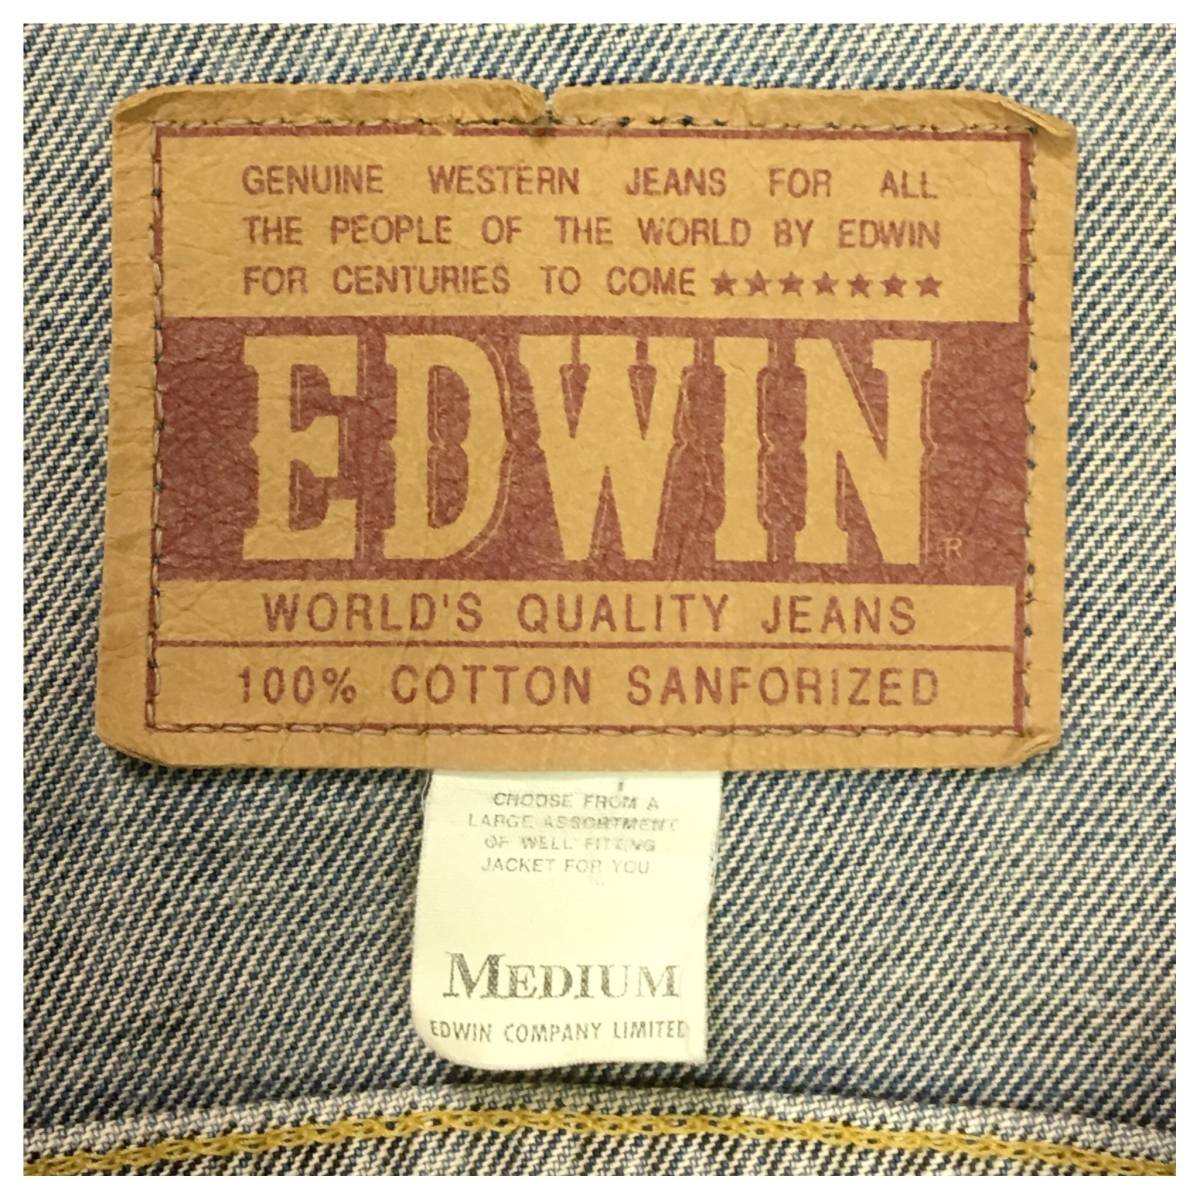 GENUINE WESTERN JEANS FOR ALL
THE PEOPLE OF THE WORLD BY EDWIN
FOR CENTURIES TO COME ★★★★★★★
EDWIN
R
WORLD'S QUALITY JEANS
100% COTTON SANFORIZED
CHOOSE FROM A
LARGE ASSORTMENT
OF WELL FITTING
JACKET FOR YOU
MEDIUM
EDWIN COMPANY LIMITED